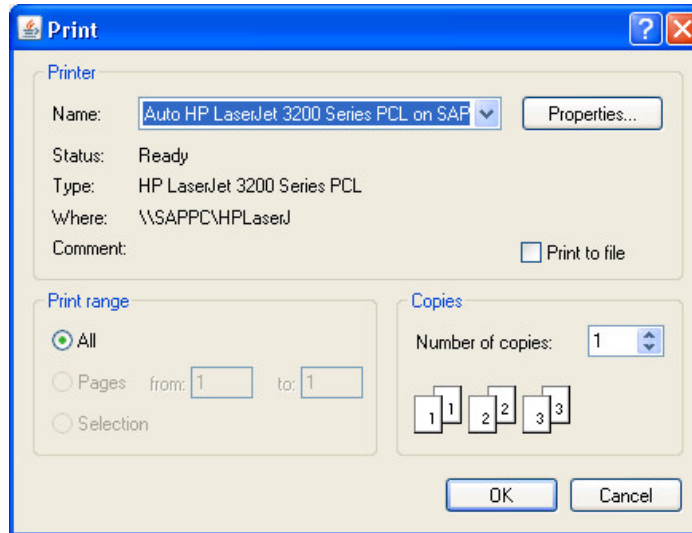 Print
Printer
Name: Auto HP LaserJet 3200 Series PCL on SAP Properties...
Status: Ready
Type: HP LaserJet 3200 Series PCL
Where: \\SAPPC\HPLaserJ
Comment: Print to file
Print range
All
Pages from: 1 to: 1
Selection
Copies
Number of copies: 1
1 1 2 2 3 3
OK Cancel